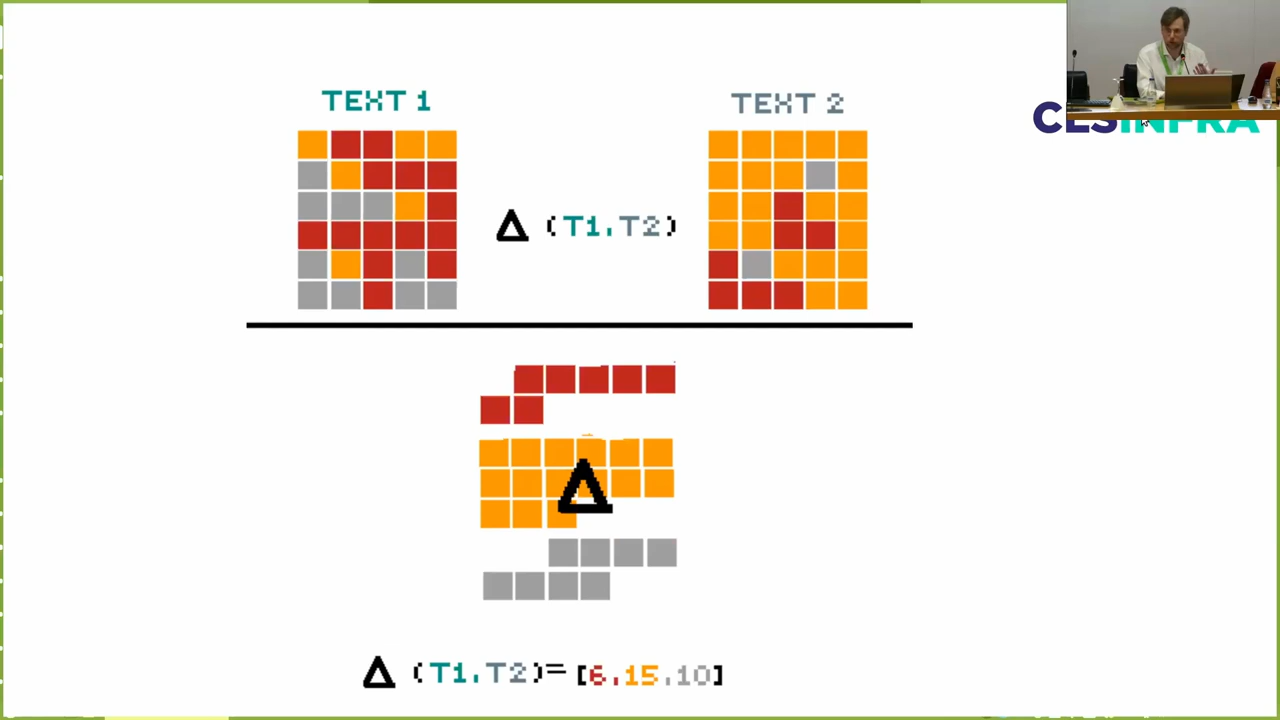 TEXT 1
TEXT 2
CLSINFRA
Δ (T1,T2)
Δ (T1,T2)= [6,15,10]